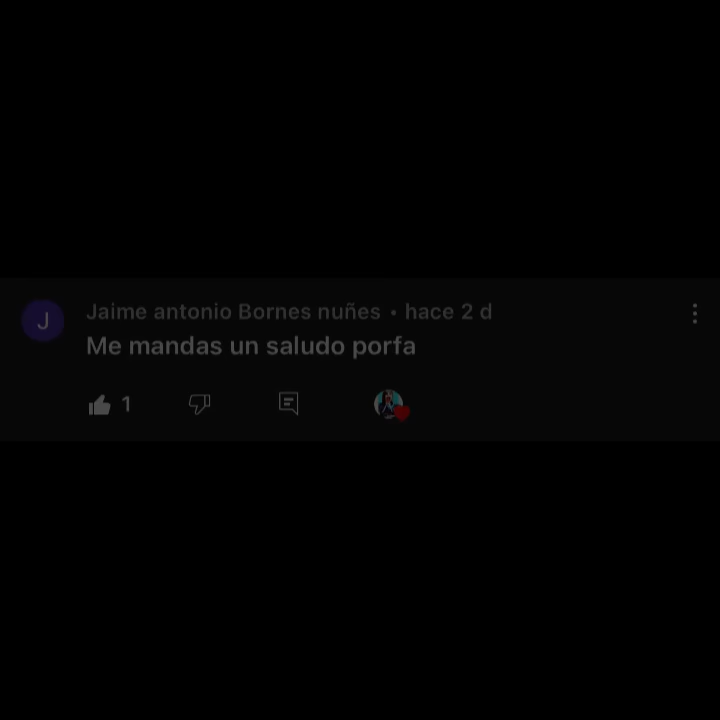 J
Jaime antonio Bornes nuñes • hace 2 d
Me mandas un saludo porfa
1